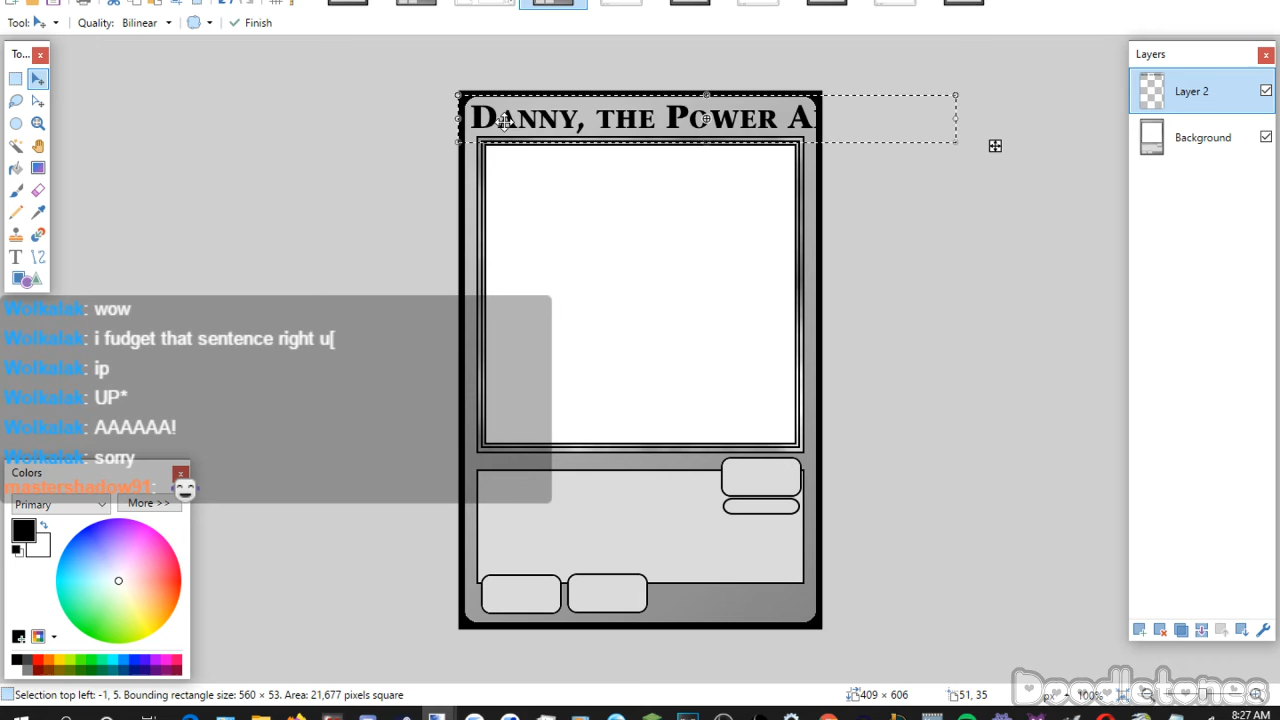 Tool:
Quality: Bilinear
Finish
To...
Layers
DANNY, THE POWER A
Layer 2
Background
Wolkalak: wow
Wolkalak: i fudget that sentence right u[
Wolkalak: ip
Wolkalak: UP*
Wolkalak: AAAAAA!
Wolkalak: sorry
mastershadow91:
Colors
Primary
More >>
Selection top left: -1, 5. Bounding rectangle size: 560 × 53. Area: 21,677 pixels square
409 × 606
51, 35
px
100%
Doodletones
8:27 AM